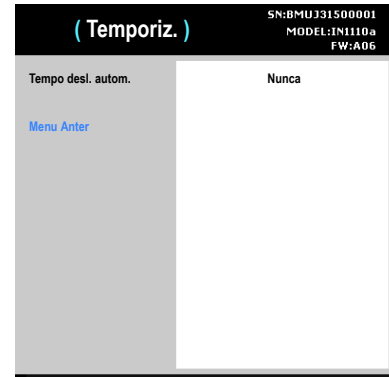 ( Temporiz. )
SN:BMUJ31500001
MODEL:IN1110a
FW:A06
Tempo desl. autom.
Nunca
Menu Anter